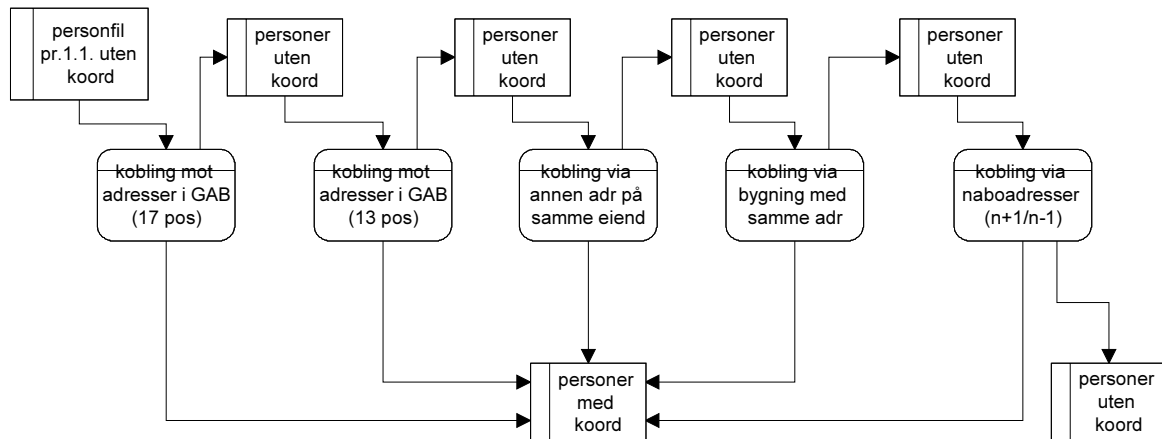 personfil
pr.1.1. uten
koord
personer
uten
koord
personer
uten
koord
personer
uten
koord
personer
uten
koord
kobling mot
adresser i GAB
(17 pos)
kobling mot
adresser i GAB
(13 pos)
kobling via
annen adr på
samme eiend
kobling via
bygning med
samme adr
kobling via
naboadresser
(n+1/n-1)
personer
med
koord
personer
uten
koord